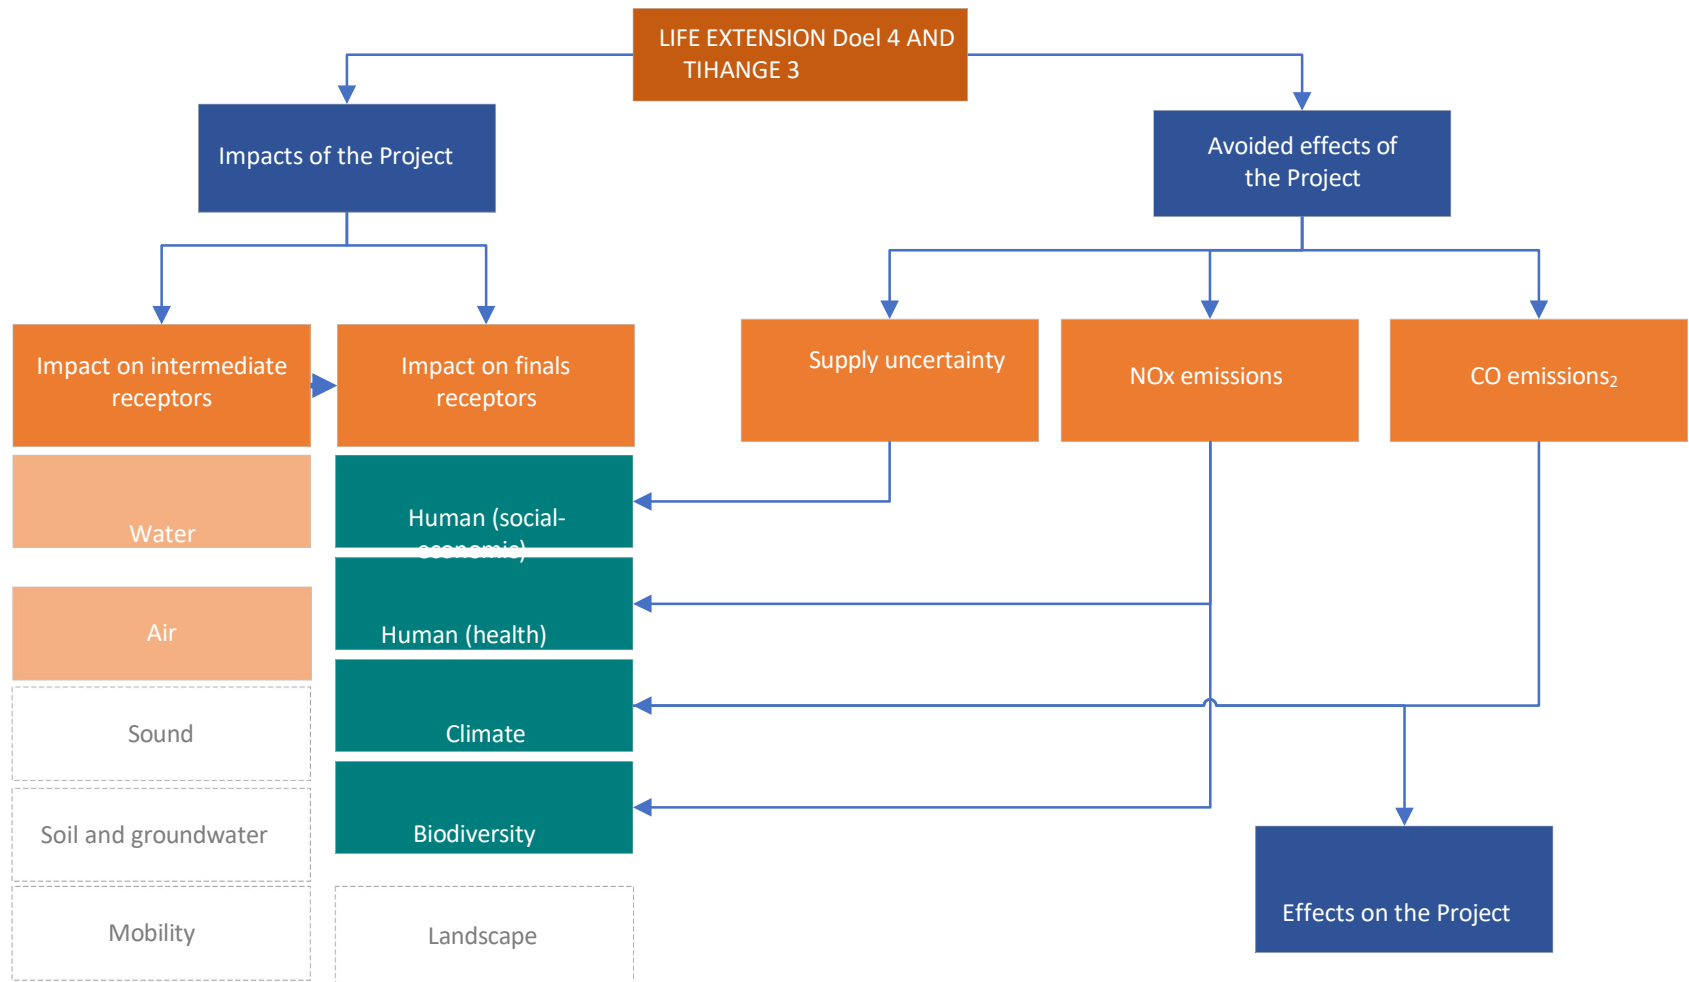 LIFE EXTENSION Doel 4 AND
TIHANGE 3
Impacts of the Project
Avoided effects of
the Project
Impact on intermediate
receptors
Impact on finals
receptors
Supply uncertainty
NOx emissions
CO emissions₂
Water
Human (social-
economic)
Air
Human (health)
Sound
Climate
Soil and groundwater
Biodiversity
Mobility
Landscape
Effects on the Project